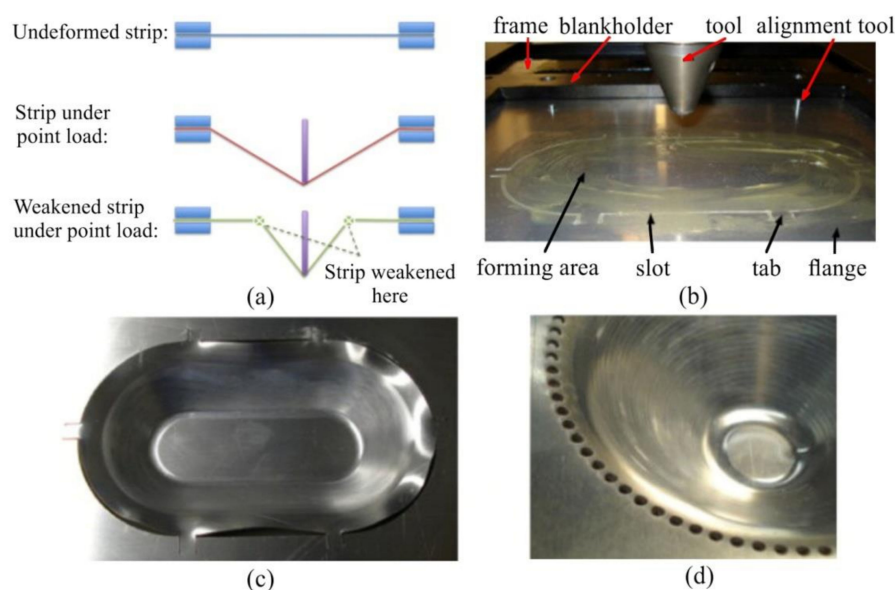 Undeformed strip:
Strip under
point load:
Weakened strip
under point load:
Strip weakened
here
(a)
frame blankholder tool alignment tool
forming area slot tab flange
(b)
(c)
(d)